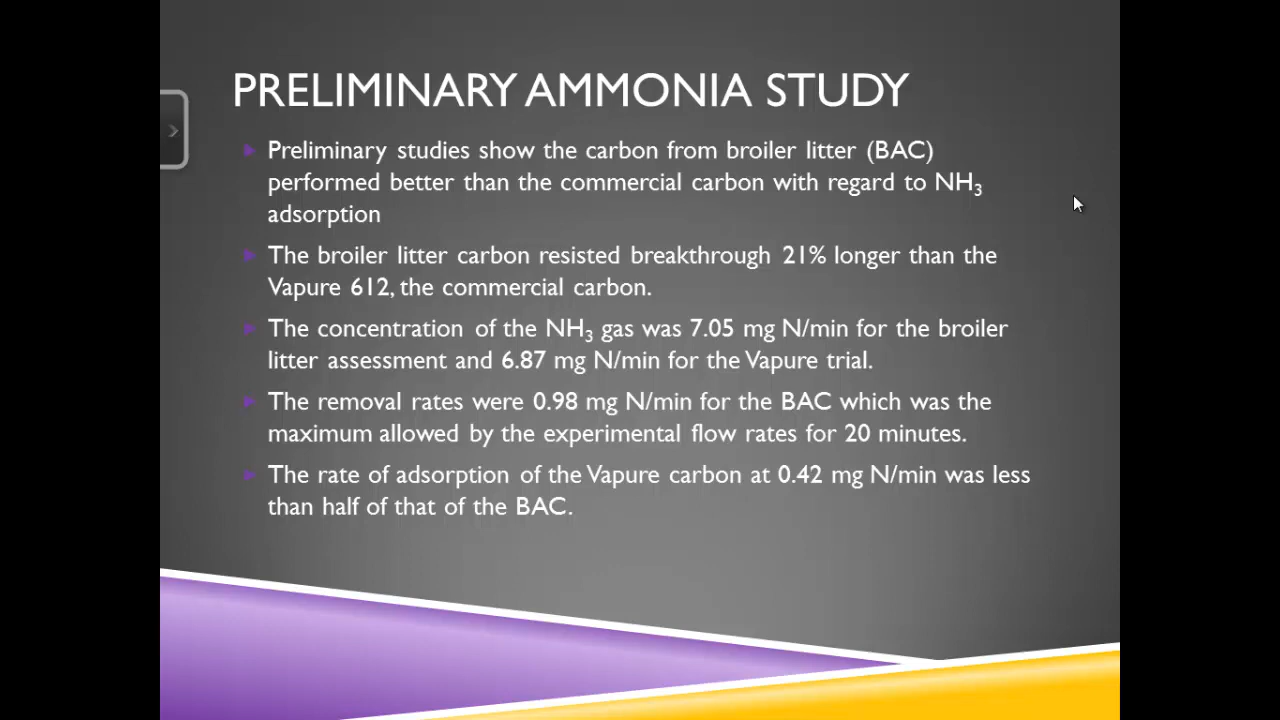 PRELIMINARY AMMONIA STUDY
Preliminary studies show the carbon from broiler litter (BAC)
performed better than the commercial carbon with regard to NH₃
adsorption
The broiler litter carbon resisted breakthrough 21% longer than the
Vapure 612, the commercial carbon.
The concentration of the NH₃ gas was 7.05 mg N/min for the broiler
litter assessment and 6.87 mg N/min for the Vapure trial.
The removal rates were 0.98 mg N/min for the BAC which was the
maximum allowed by the experimental flow rates for 20 minutes.
The rate of adsorption of the Vapure carbon at 0.42 mg N/min was less
than half of that of the BAC.